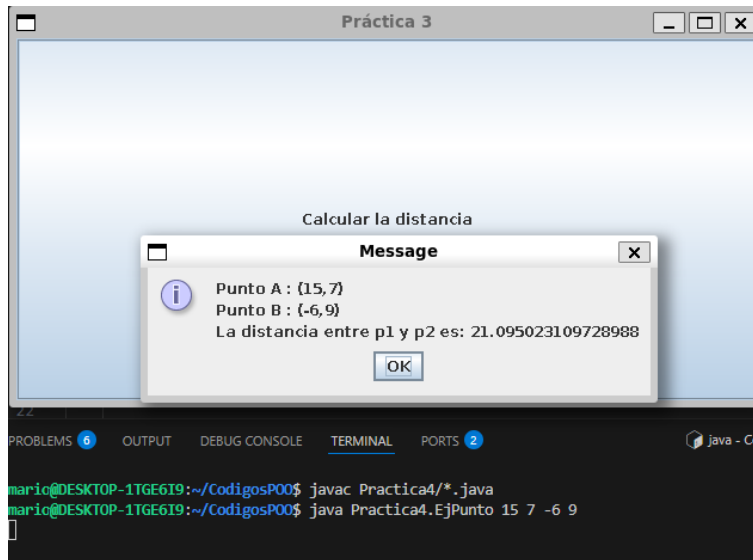 Práctica 3
Calcular la distancia
Message
Punto A : {15,7}
Punto B : {-6,9}
La distancia entre p1 y p2 es: 21.095023109728988
OK
22
PROBLEMS 6 OUTPUT DEBUG CONSOLE TERMINAL PORTS 2 java - C
mario@DESKTOP-1TGE6I9:~/CodigosPOO$ javac Practica4/*.java
mario@DESKTOP-1TGE6I9:~/CodigosPOO$ java Practica4.EjPunto 15 7 -6 9